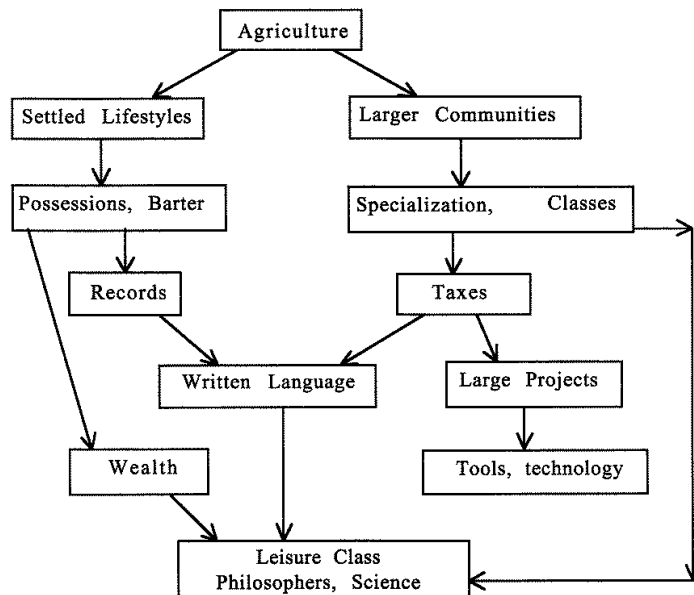 Agriculture
Settled Lifestyles
Larger Communities
Possessions, Barter
Specialization, Classes
Records
Taxes
Written Language
Large Projects
Wealth
Tools, technology
Leisure Class
Philosophers, Science